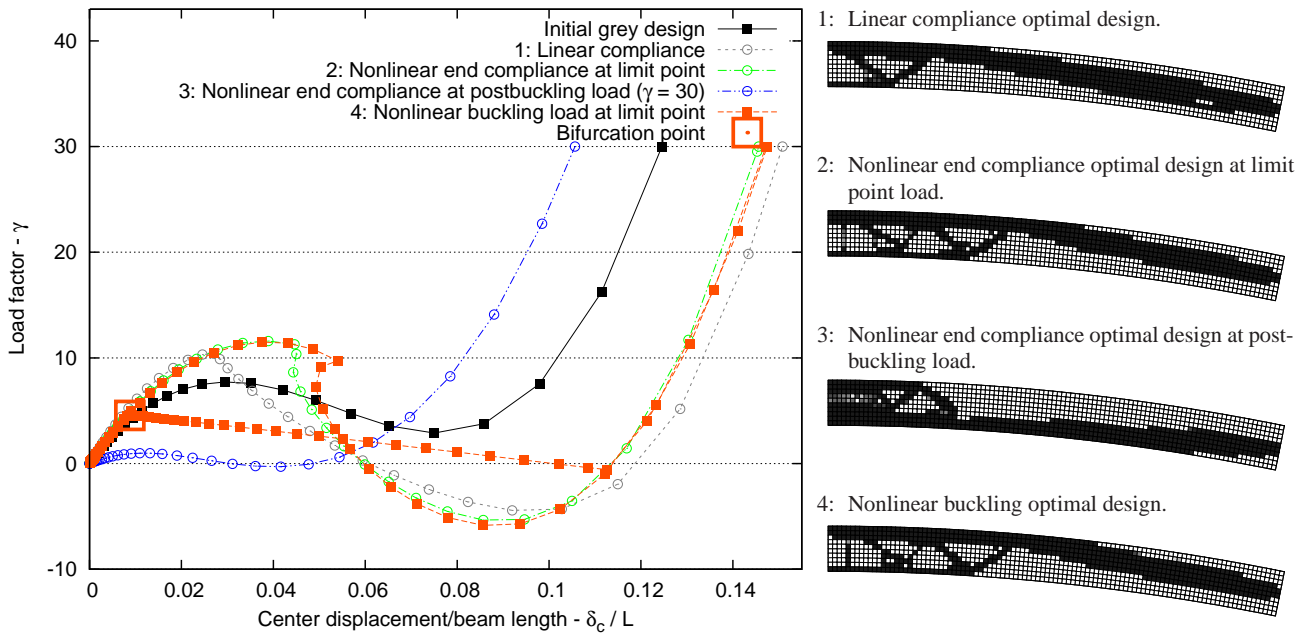 40
30
20
10
0
-10
0
0.02
0.04
0.06
0.08
0.1
0.12
0.14
Load factor - γ
Center displacement/beam length - δc / L
Initial grey design
1: Linear compliance
2: Nonlinear end compliance at limit point
3: Nonlinear end compliance at postbuckling load (γ = 30)
4: Nonlinear buckling load at limit point
Bifurcation point
1: Linear compliance optimal design.
2: Nonlinear end compliance optimal design at limit
point load.
3: Nonlinear end compliance optimal design at post-
buckling load.
4: Nonlinear buckling optimal design.